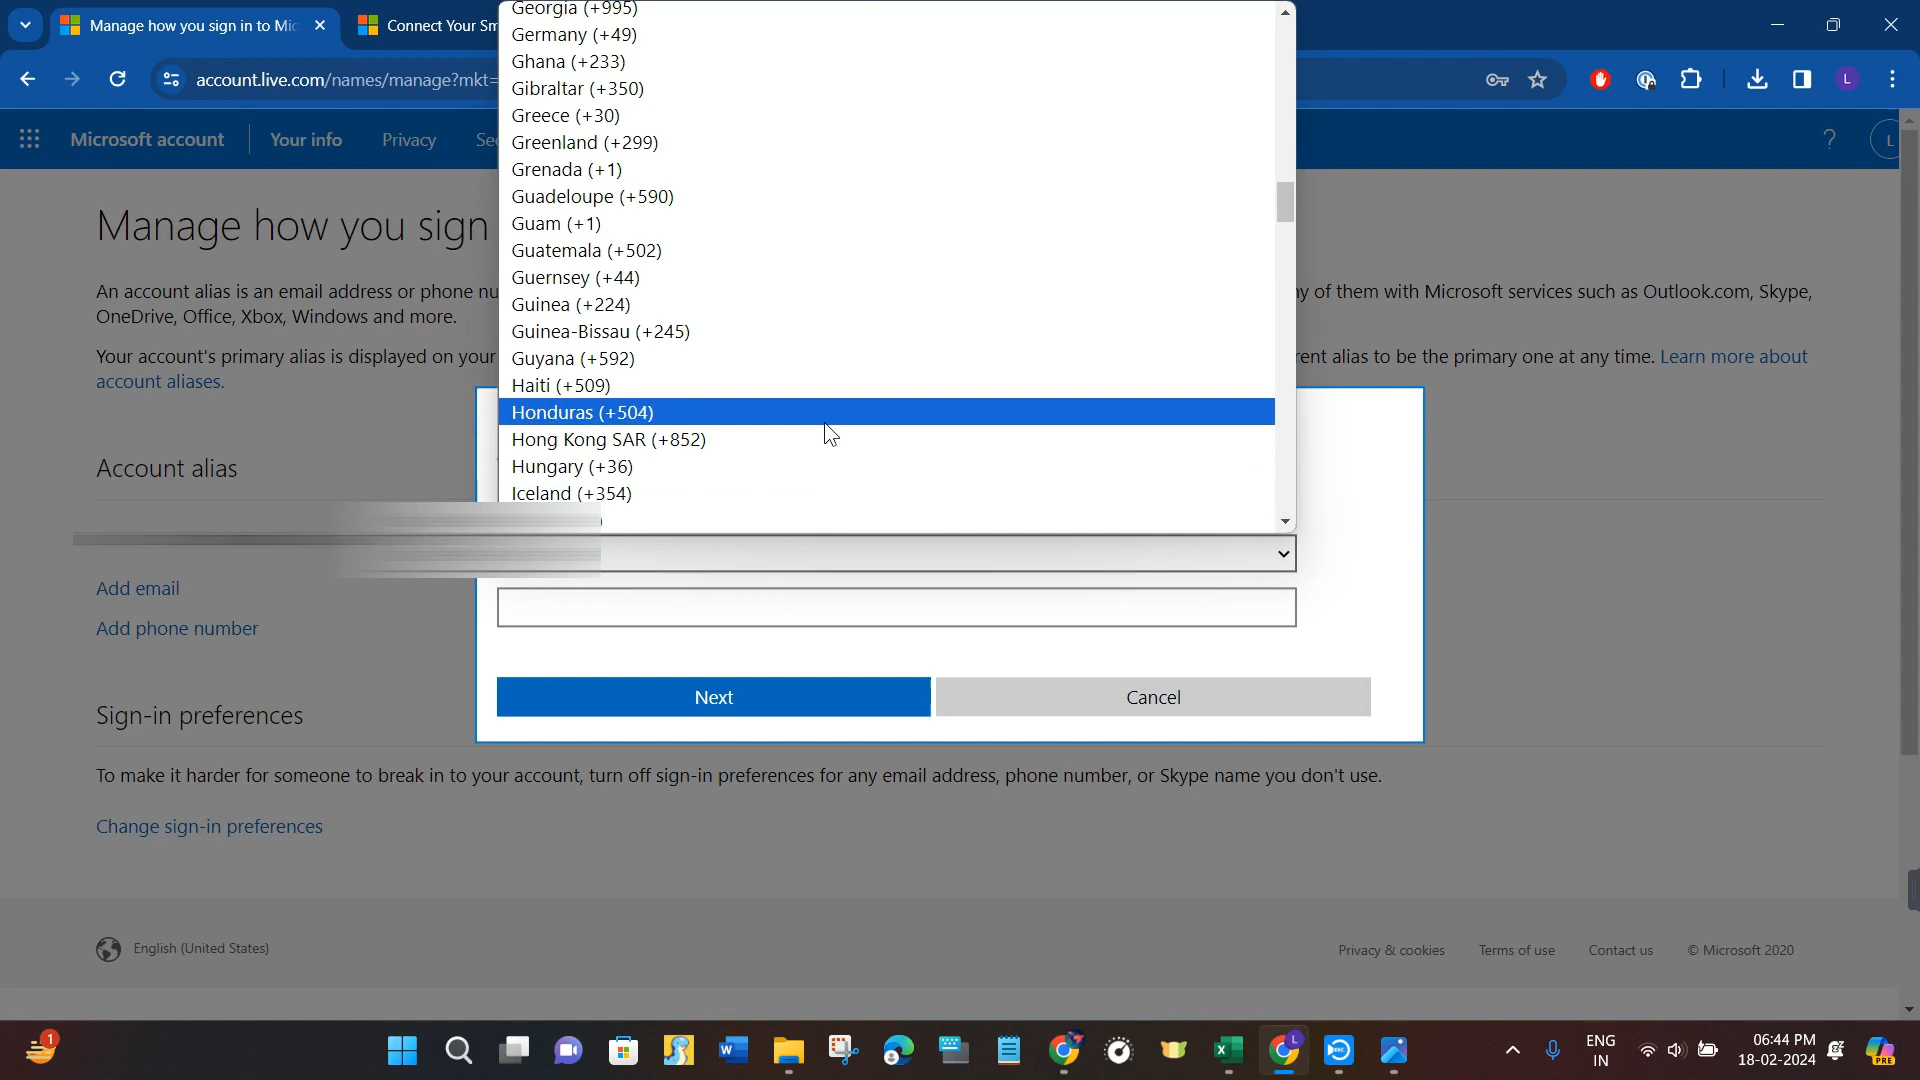 Manage how you sign in to Mic
Connect Your Sm
account.live.com/names/manage?mkt=
L
Microsoft account
Your info
Privacy
Sec
?
L
Manage how you sign
An account alias is an email address or phone nu
ny of them with Microsoft services such as Outlook.com, Skype,
OneDrive, Office, Xbox, Windows and more.
Your account's primary alias is displayed on your
rent alias to be the primary one at any time. Learn more about
account aliases.
Account alias
Add email
Add phone number
Georgia (+995)
Germany (+49)
Ghana (+233)
Gibraltar (+350)
Greece (+30)
Greenland (+299)
Grenada (+1)
Guadeloupe (+590)
Guam (+1)
Guatemala (+502)
Guernsey (+44)
Guinea (+224)
Guinea-Bissau (+245)
Guyana (+592)
Haiti (+509)
Honduras (+504)
Hong Kong SAR (+852)
Hungary (+36)
Iceland (+354)
Next
Cancel
Sign-in preferences
To make it harder for someone to break in to your account, turn off sign-in preferences for any email address, phone number, or Skype name you don't use.
Change sign-in preferences
English (United States)
Privacy & cookies
Terms of use
Contact us
© Microsoft 2020
1
W
L
REC
ENG
IN
06:44 PM
18-02-2024
PRE